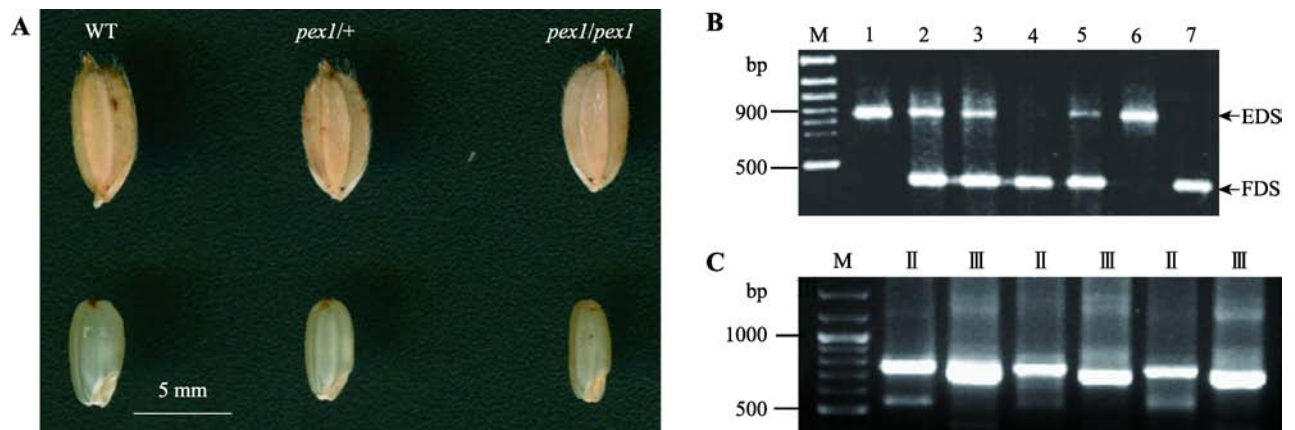 A
WT
pex1/+
pex1/pex1
5 mm
B
M 1 2 3 4 5 6 7
bp
900
500
EDS
FDS
C
M Ⅱ Ⅲ Ⅱ Ⅲ Ⅱ Ⅲ
bp
1000
500